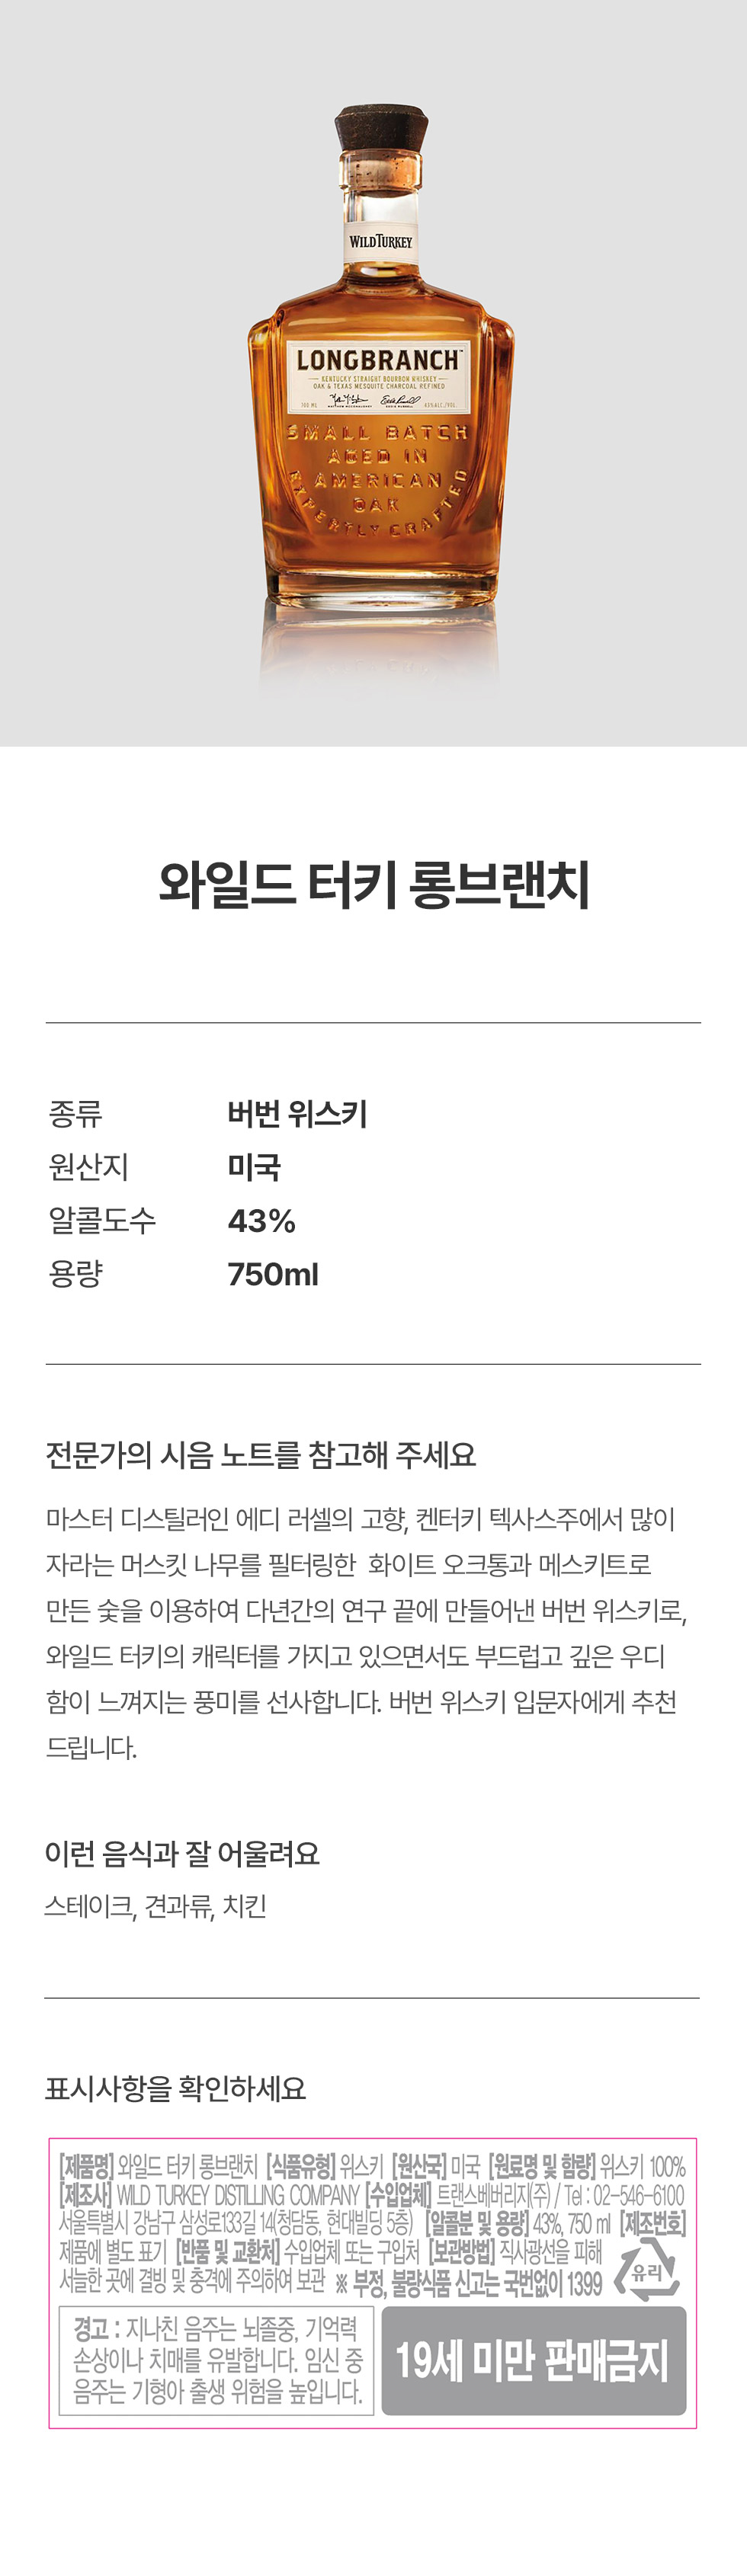 WILD TURKEY
LONGBRANCH™
KENTUCKY STRAIGHT BOURBON WHISKEY
OAK & TEXAS MESQUITE CHARCOAL REFINED
MATTHEW MCCONAUGHEY EDDIE RUSSELL
43% ALC./VOL.
SMALL BATCH
AGED IN
AMERICAN
OAK
EXPERTLY CRAFTED
와일드 터키 롱브랜치
종류 버번 위스키
원산지 미국
알콜도수 43%
용량 750ml
전문가의 시음 노트를 참고해 주세요
마스터 디스틸러인 에디 러셀의 고향, 켄터키 텍사스주에서 많이
자라는 머스킷 나무를 필터링한 화이트 오크통과 메스키트로
만든 숯을 이용하여 다년간의 연구 끝에 만들어낸 버번 위스키로,
와일드 터키의 캐릭터를 가지고 있으면서도 부드럽고 깊은 우디
함이 느껴지는 풍미를 선사합니다. 버번 위스키 입문자에게 추천
드립니다.
이런 음식과 잘 어울려요
스테이크, 견과류, 치킨
표시사항을 확인하세요
[제품명] 와일드 터키 롱브랜치 [식품유형] 위스키 [원산국] 미국 [원료명 및 함량] 위스키 100%
[제조사] WILD TURKEY DISTILLING COMPANY [수입업체] 트랜스베버리지(주) / Tel : 02-546-6100
서울특별시 강남구 삼성로133길 14(청담동, 현대빌딩 5층) [알콜분 및 용량] 43%, 750 ml [제조번호]
제품에 별도 표기 [반품 및 교환처] 수입업체 또는 구입처 [보관방법] 직사광선을 피해
서늘한 곳에 결빙 및 충격에 주의하여 보관 ※ 부정, 불량식품 신고는 국번없이 1399
유리
경고 : 지나친 음주는 뇌졸중, 기억력
손상이나 치매를 유발합니다. 임신 중
음주는 기형아 출생 위험을 높입니다.
19세 미만 판매금지